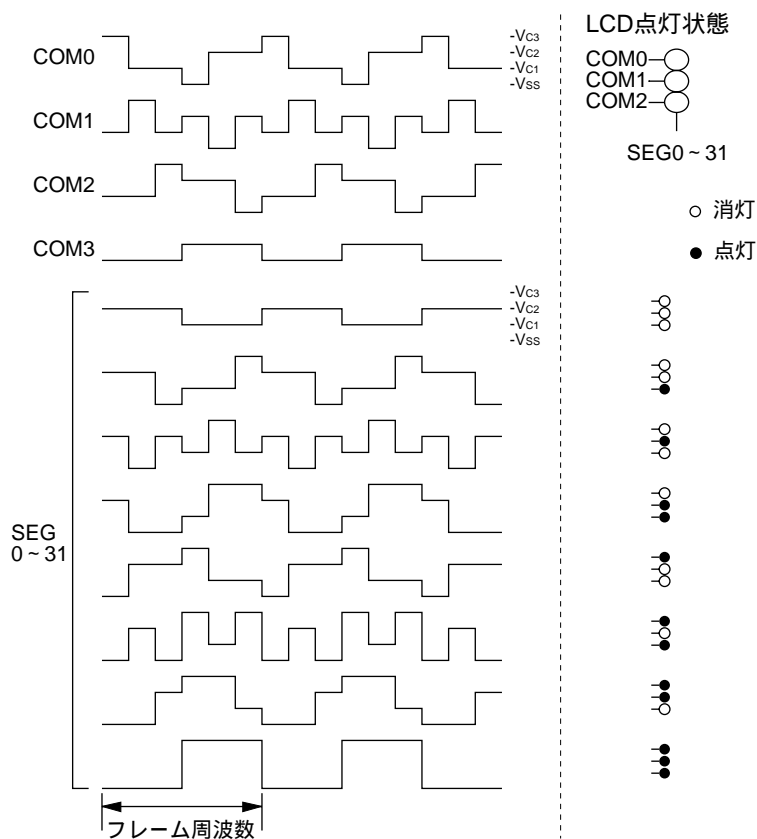 COM0
-VC3
-VC2
-VC1
-VSS
COM1
COM2
COM3
LCD点灯状態
COM0
COM1
COM2
SEG0~31
消灯
点灯
-VC3
-VC2
-VC1
-VSS
SEG
0~31
フレーム周波数